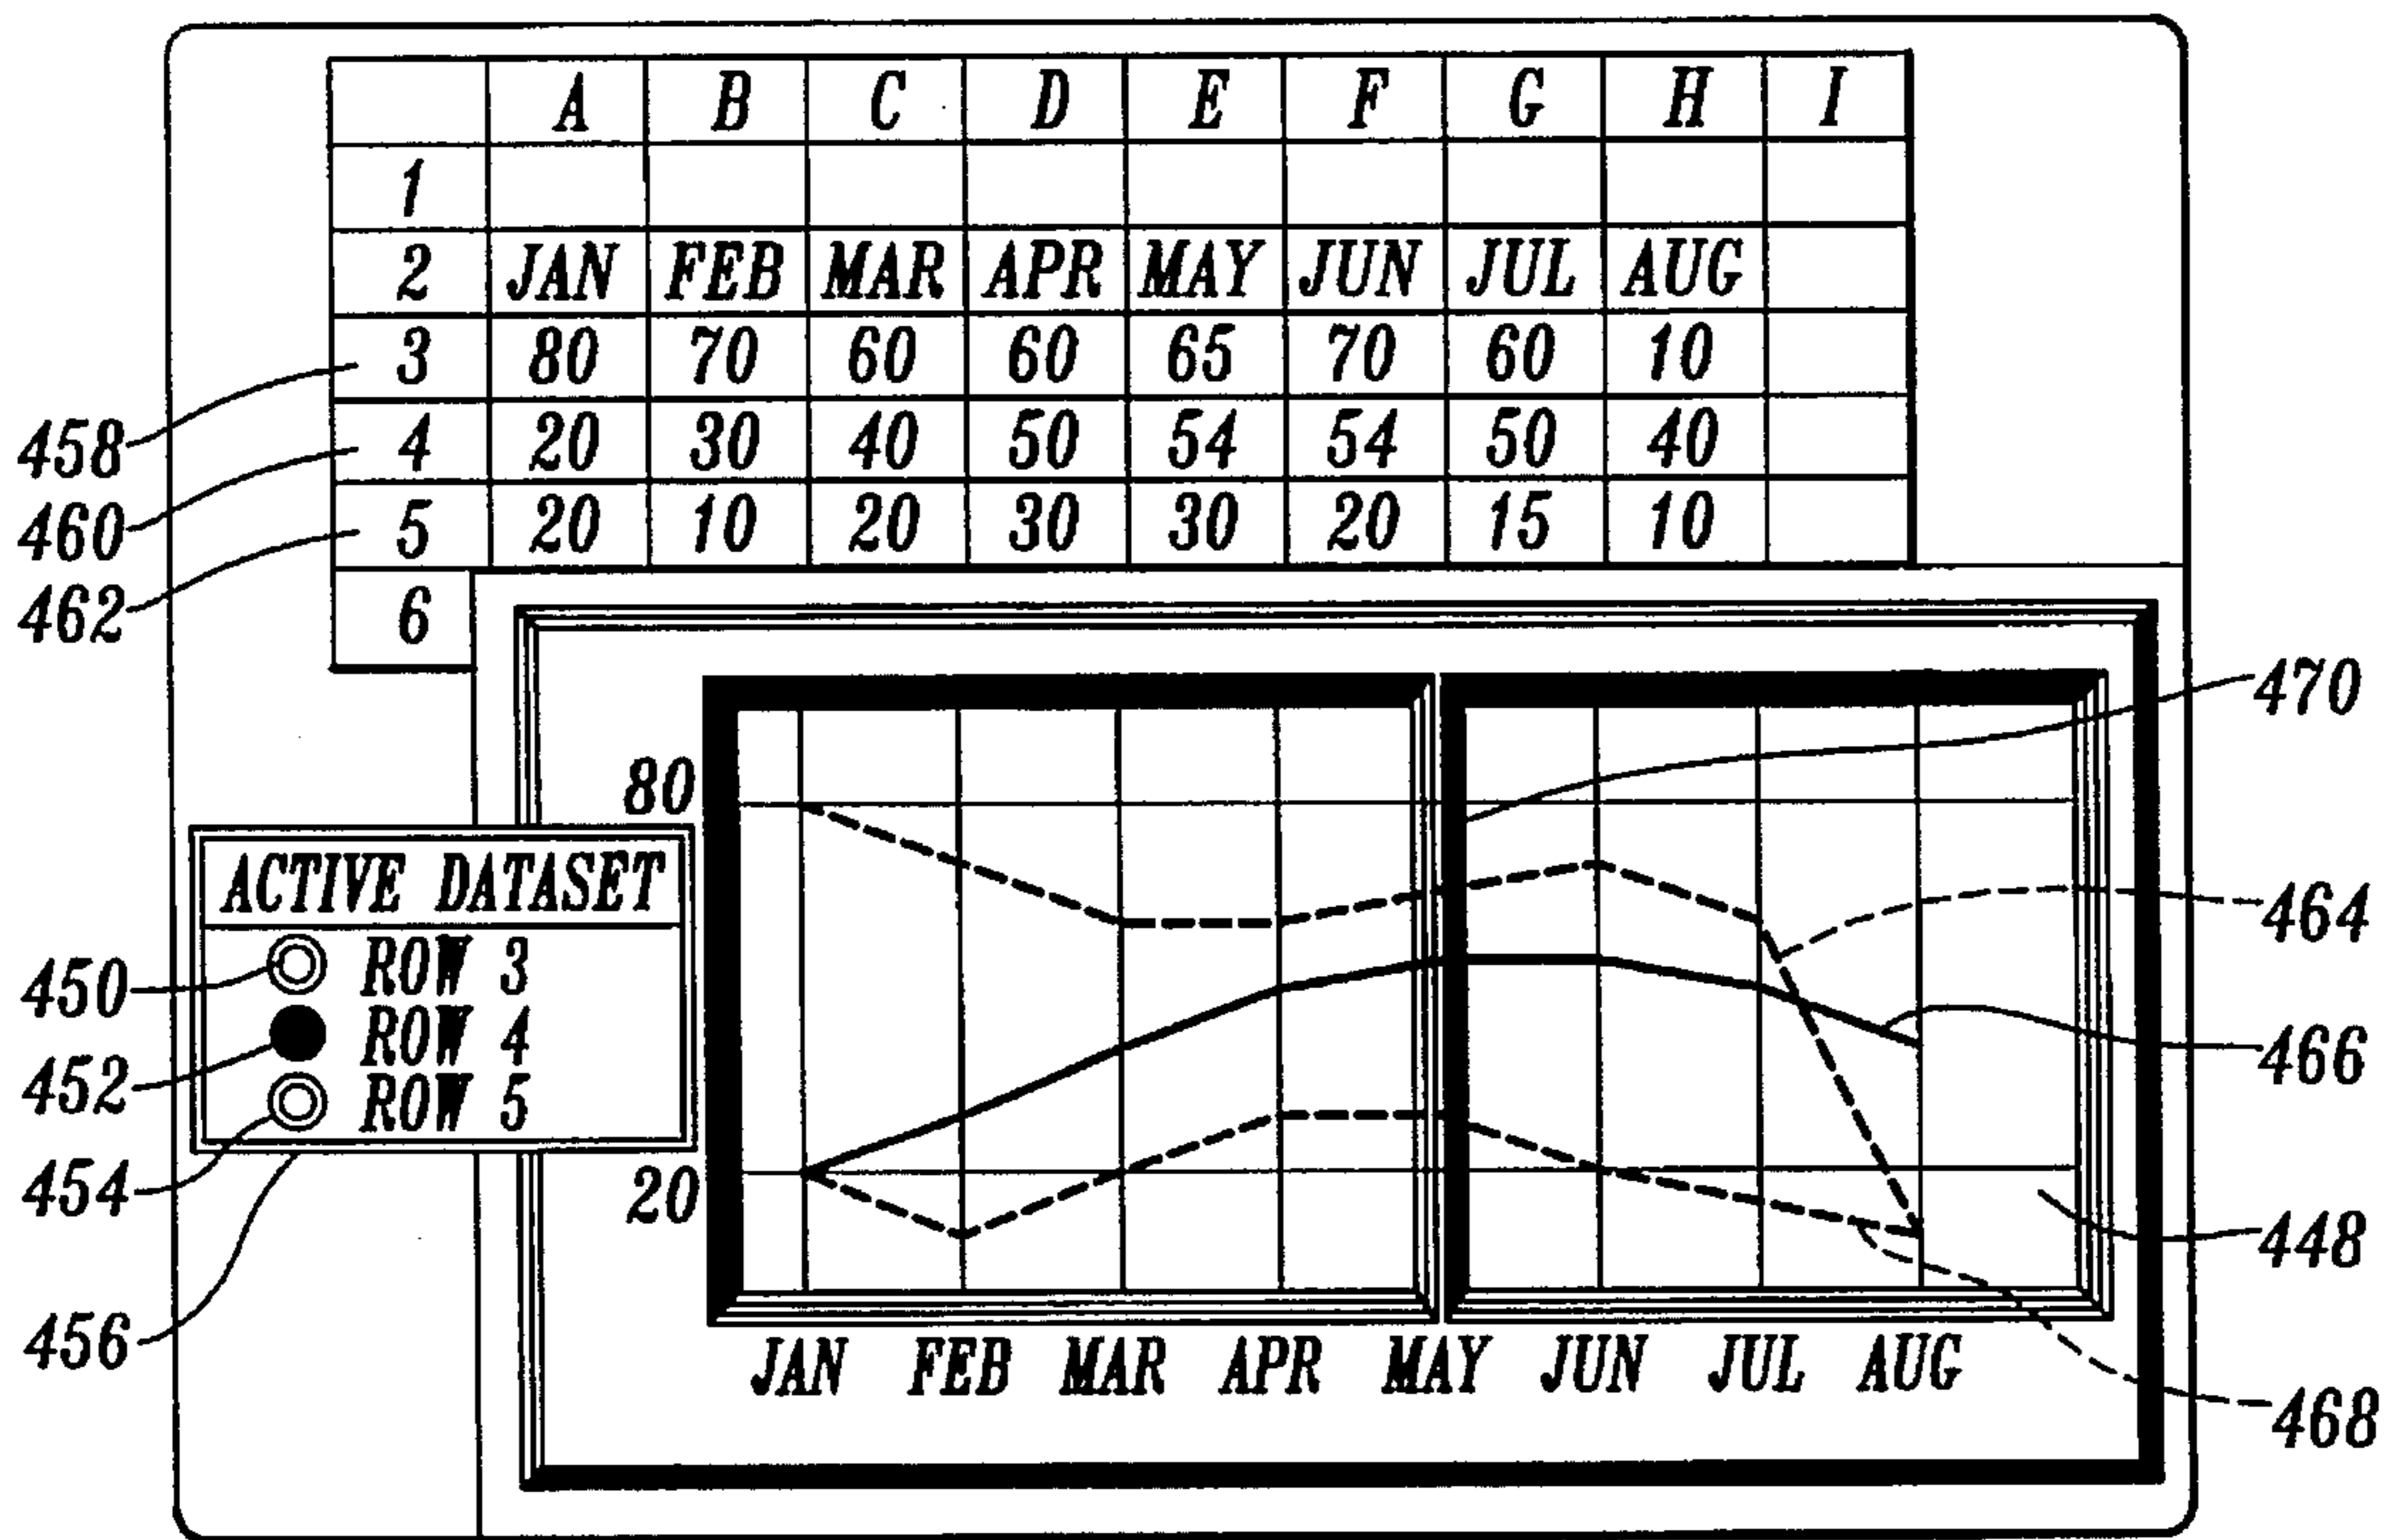 A B C D E F G H I
1
2 JAN FEB MAR APR MAY JUN JUL AUG
3 80 70 60 60 65 70 60 10
458
4 20 30 40 50 54 54 50 40
460
5 20 10 20 30 30 20 15 10
462
6
470
80
ACTIVE DATASET
464
450 ROW 3
452 ROW 4
466
454 ROW 5
20
448
456
JAN FEB MAR APR MAY JUN JUL AUG
468